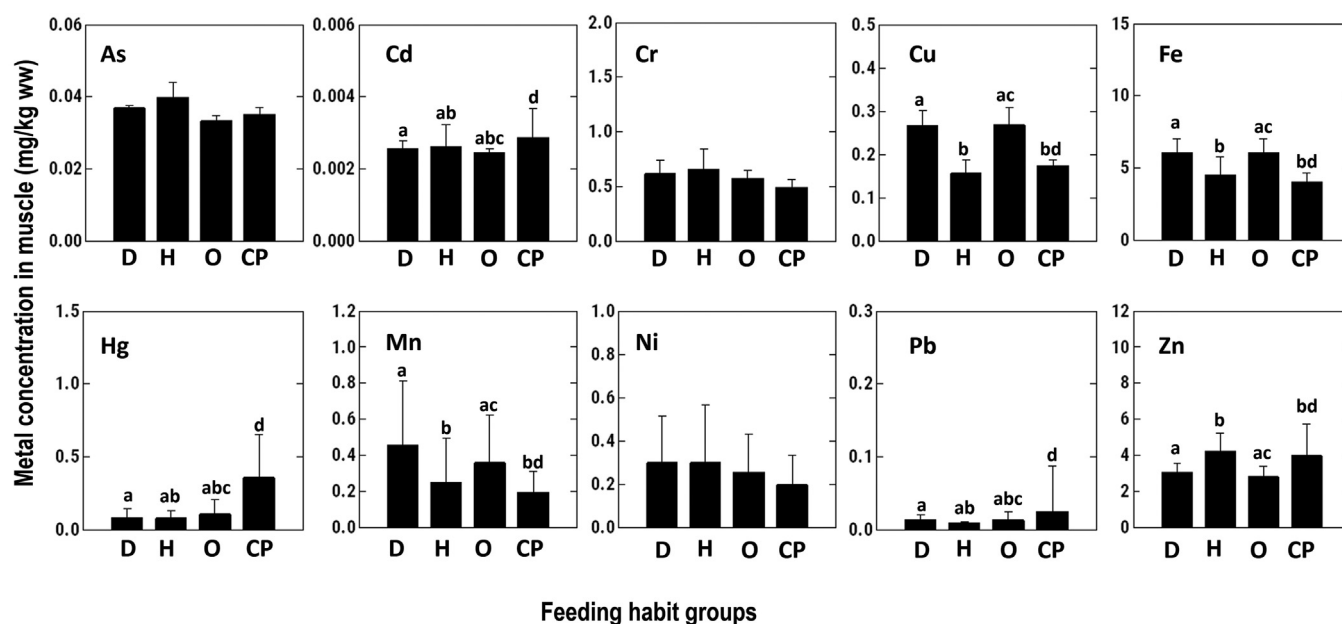 Metal concentration in muscle (mg/kg ww)
As
0.06
0.04
0.02
0.00
D H O CP
Cd
0.006
0.004
0.002
0.000
a ab abc d
D H O CP
Cr
2.0
1.5
1.0
0.5
0.0
D H O CP
Cu
0.5
0.4
0.3
0.2
0.1
0.0
a b ac bd
D H O CP
Fe
15
10
5
0
a b ac bd
D H O CP
Hg
1.5
1.0
0.5
0.0
a ab abc d
D H O CP
Mn
1.2
1.0
0.8
0.6
0.4
0.2
0.0
a b ac bd
D H O CP
Ni
1.0
0.8
0.6
0.4
0.2
0.0
D H O CP
Pb
0.3
0.2
0.1
0.0
a ab abc d
D H O CP
Zn
12
10
8
6
4
2
0
a b ac bd
D H O CP
Feeding habit groups